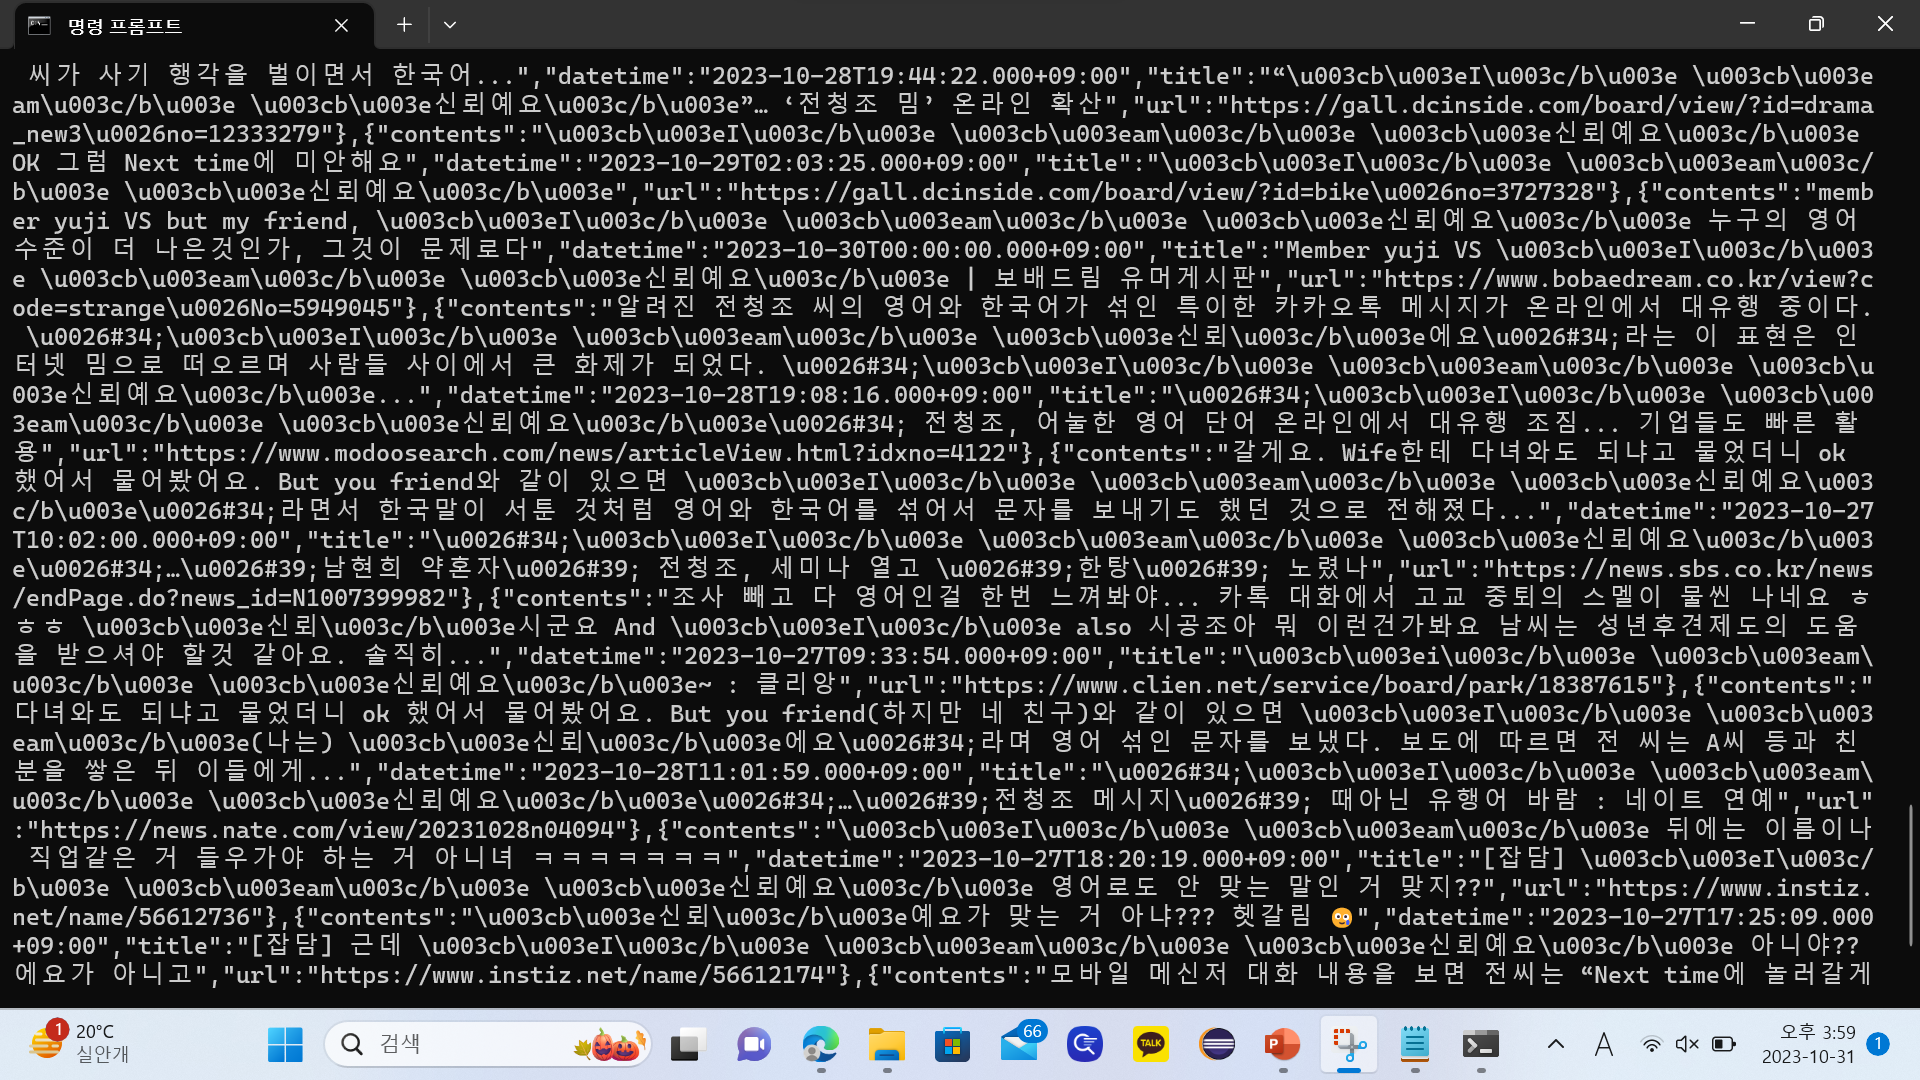 명령 프롬프트
씨가 사기 행각을 벌이면서 한국어...","datetime":"2023-10-28T19:44:22.000+09:00","title":"“\u003cb\u003eI\u003c/b\u003e \u003cb\u003e
am\u003c/b\u003e \u003cb\u003e신뢰예요\u003c/b\u003e”… ‘전청조 밈’ 온라인 확산","url":"https://gall.dcinside.com/board/view/?id=drama
_new3\u0026no=12333279"},{"contents":"\u003cb\u003eI\u003c/b\u003e \u003cb\u003eam\u003c/b\u003e \u003cb\u003e신뢰예요\u003c/b\u003e
OK 그럼 Next time에 미안해요","datetime":"2023-10-29T02:03:25.000+09:00","title":"\u003cb\u003eI\u003c/b\u003e \u003cb\u003eam\u003c/
b\u003e \u003cb\u003e신뢰예요\u003c/b\u003e","url":"https://gall.dcinside.com/board/view/?id=bike\u0026no=3727328"},{"contents":"memb
er yuji VS but my friend, \u003cb\u003eI\u003c/b\u003e \u003cb\u003eam\u003c/b\u003e \u003cb\u003e신뢰예요\u003c/b\u003e 누구의 영어
수준이 더 나은것인가, 그것이 문제로다","datetime":"2023-10-30T00:00:00.000+09:00","title":"Member yuji VS \u003cb\u003eI\u003c/b\u003
e \u003cb\u003eam\u003c/b\u003e \u003cb\u003e신뢰예요\u003c/b\u003e | 보배드림 유머게시판","url":"https://www.bobaedream.co.kr/view?c
ode=strange\u0026No=5949045"},{"contents":"알려진 전청조 씨의 영어와 한국어가 섞인 특이한 카카오톡 메시지가 온라인에서 대유행 중이다.
\u0026#34;\u003cb\u003eI\u003c/b\u003e \u003cb\u003eam\u003c/b\u003e \u003cb\u003e신뢰\u003c/b\u003e에요\u0026#34;라는 이 표현은 인
터넷 밈으로 떠오르며 사람들 사이에서 큰 화제가 되었다. \u0026#34;\u003cb\u003eI\u003c/b\u003e \u003cb\u003eam\u003c/b\u003e \u003cb\u
003e신뢰예요\u003c/b\u003e...","datetime":"2023-10-28T19:08:16.000+09:00","title":"\u0026#34;\u003cb\u003eI\u003c/b\u003e \u003cb\u00
3eam\u003c/b\u003e \u003cb\u003e신뢰예요\u003c/b\u003e\u0026#34; 전청조, 어눌한 영어 단어 온라인에서 대유행 조짐... 기업들도 빠른 활
용","url":"https://www.modoosearch.com/news/articleView.html?idxno=4122"},{"contents":"갈게요. Wife한테 다녀와도 되냐고 물었더니 ok
했어서 물어봤어요. But you friend와 같이 있으면 \u003cb\u003eI\u003c/b\u003e \u003cb\u003eam\u003c/b\u003e \u003cb\u003e신뢰예요\u003
c/b\u003e\u0026#34;라면서 한국말이 서툰 것처럼 영어와 한국어를 섞어서 문자를 보내기도 했던 것으로 전해졌다...","datetime":"2023-10-27
T10:02:00.000+09:00","title":"\u0026#34;\u003cb\u003eI\u003c/b\u003e \u003cb\u003eam\u003c/b\u003e \u003cb\u003e신뢰예요\u003c/b\u003
e\u0026#34;…\u0026#39;남현희 약혼자\u0026#39; 전청조, 세미나 열고 \u0026#39;한탕\u0026#39; 노렸나","url":"https://news.sbs.co.kr/news
/endPage.do?news_id=N1007399982"},{"contents":"조사 빼고 다 영어인걸 한번 느껴봐야... 카톡 대화에서 고교 중퇴의 스멜이 물씬 나네요 ㅎ
ㅎㅎ \u003cb\u003e신뢰\u003c/b\u003e시군요 And \u003cb\u003eI\u003c/b\u003e also 시공조아 뭐 이런건가봐요 남씨는 성년후견제도의 도움
을 받으셔야 할것 같아요. 솔직히...","datetime":"2023-10-27T09:33:54.000+09:00","title":"\u003cb\u003ei\u003c/b\u003e \u003cb\u003eam\
u003c/b\u003e \u003cb\u003e신뢰예요\u003c/b\u003e~ : 클리앙","url":"https://www.clien.net/service/board/park/18387615"},{"contents":"
다녀와도 되냐고 물었더니 ok 했어서 물어봤어요. But you friend(하지만 네 친구)와 같이 있으면 \u003cb\u003eI\u003c/b\u003e \u003cb\u003
eam\u003c/b\u003e(나는) \u003cb\u003e신뢰\u003c/b\u003e에요\u0026#34;라며 영어 섞인 문자를 보냈다. 보도에 따르면 전 씨는 A씨 등과 친
분을 쌓은 뒤 이들에게...","datetime":"2023-10-28T11:01:59.000+09:00","title":"\u0026#34;\u003cb\u003eI\u003c/b\u003e \u003cb\u003eam\
u003c/b\u003e \u003cb\u003e신뢰예요\u003c/b\u003e\u0026#34;…\u0026#39;전청조 메시지\u0026#39; 때아닌 유행어 바람 : 네이트 연예","url"
:"https://news.nate.com/view/20231028n04094"},{"contents":"\u003cb\u003eI\u003c/b\u003e \u003cb\u003eam\u003c/b\u003e 뒤에는 이름이나
직업같은 거 들우가야 하는 거 아니녀 ㅋㅋㅋㅋㅋㅋㅋ","datetime":"2023-10-27T18:20:19.000+09:00","title":"[잡담] \u003cb\u003eI\u003c/
b\u003e \u003cb\u003eam\u003c/b\u003e \u003cb\u003e신뢰예요\u003c/b\u003e 영어로도 안 맞는 말인 거 맞지??","url":"https://www.instiz.
net/name/56612736"},{"contents":"\u003cb\u003e신뢰\u003c/b\u003e예요가 맞는 거 아냐??? 헷갈림 🥹","datetime":"2023-10-27T17:25:09.000
+09:00","title":"[잡담] 근데 \u003cb\u003eI\u003c/b\u003e \u003cb\u003eam\u003c/b\u003e \u003cb\u003e신뢰예요\u003c/b\u003e 아니야??
에요가 아니고","url":"https://www.instiz.net/name/56612174"},{"contents":"모바일 메신저 대화 내용을 보면 전씨는 “Next time에 놀러갈게
1
20°C
실안개
검색
66
TALK
P
A
오후 3:59
2023-10-31
1